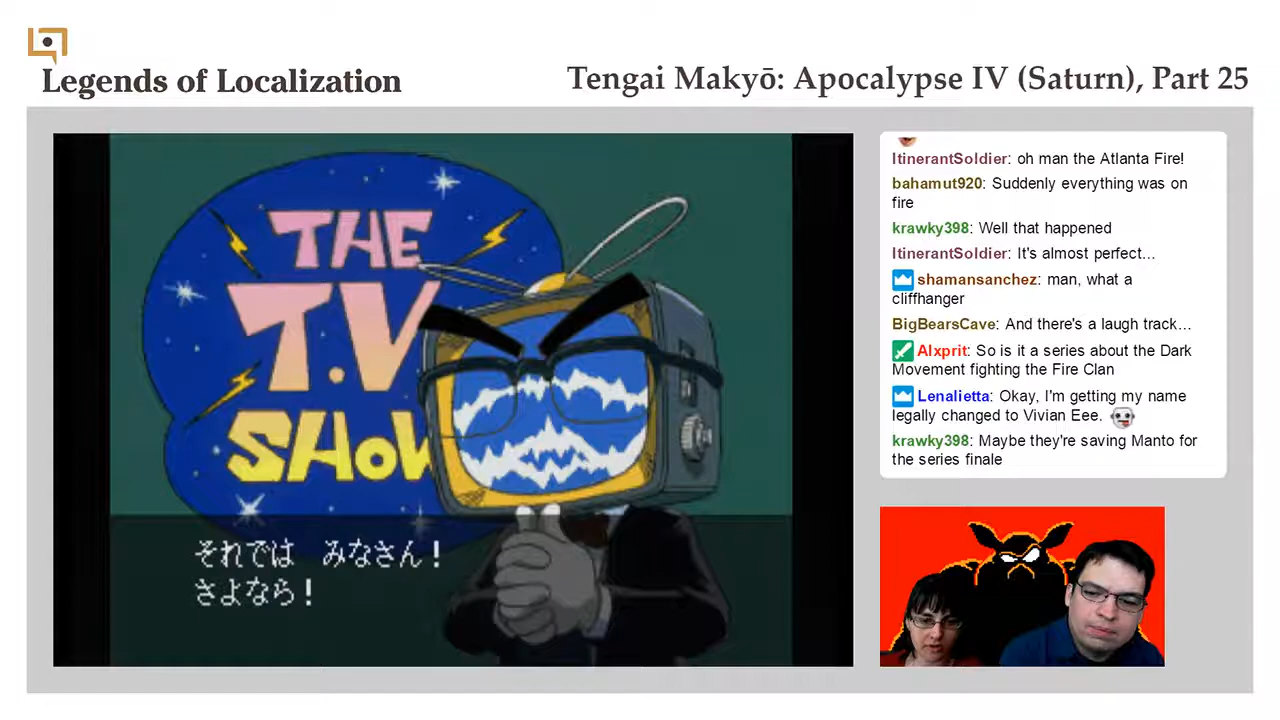 Legends of Localization
Tengai Makyō: Apocalypse IV (Saturn), Part 25
THE
T.V
SHOW
それでは みなさん！
さよなら！
ItinerantSoldier: oh man the Atlanta Fire!
bahamut920: Suddenly everything was on
fire
krawky398: Well that happened
ItinerantSoldier: It's almost perfect...
shamansanchez: man, what a
cliffhanger
BigBearsCave: And there's a laugh track...
Alxprit: So is it a series about the Dark
Movement fighting the Fire Clan
Lenalietta: Okay, I'm getting my name
legally changed to Vivian Eee.
krawky398: Maybe they're saving Manto for
the series finale